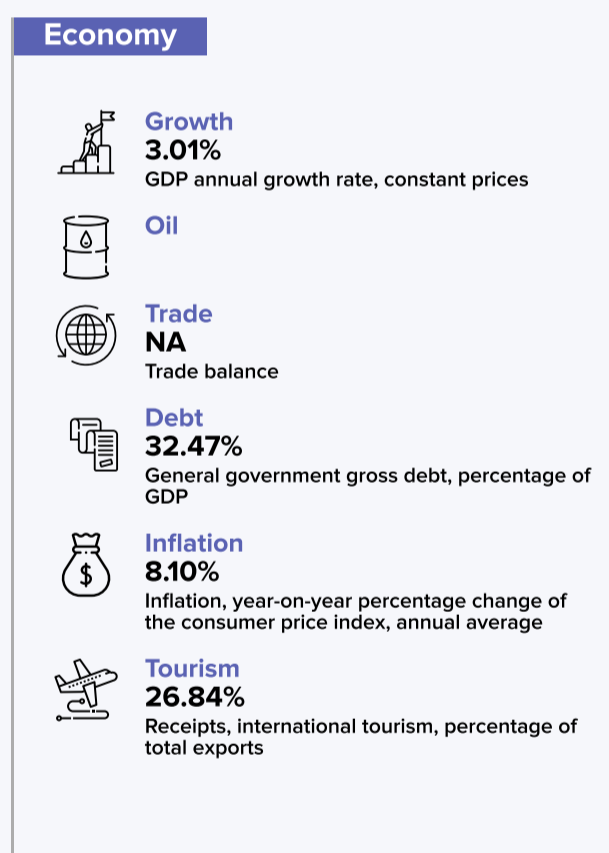 Economy
Growth
3.01%
GDP annual growth rate, constant prices
Oil
Trade
NA
Trade balance
Debt
32.47%
General government gross debt, percentage of
GDP
$
Inflation
8.10%
Inflation, year-on-year percentage change of
the consumer price index, annual average
Tourism
26.84%
Receipts, international tourism, percentage of
total exports